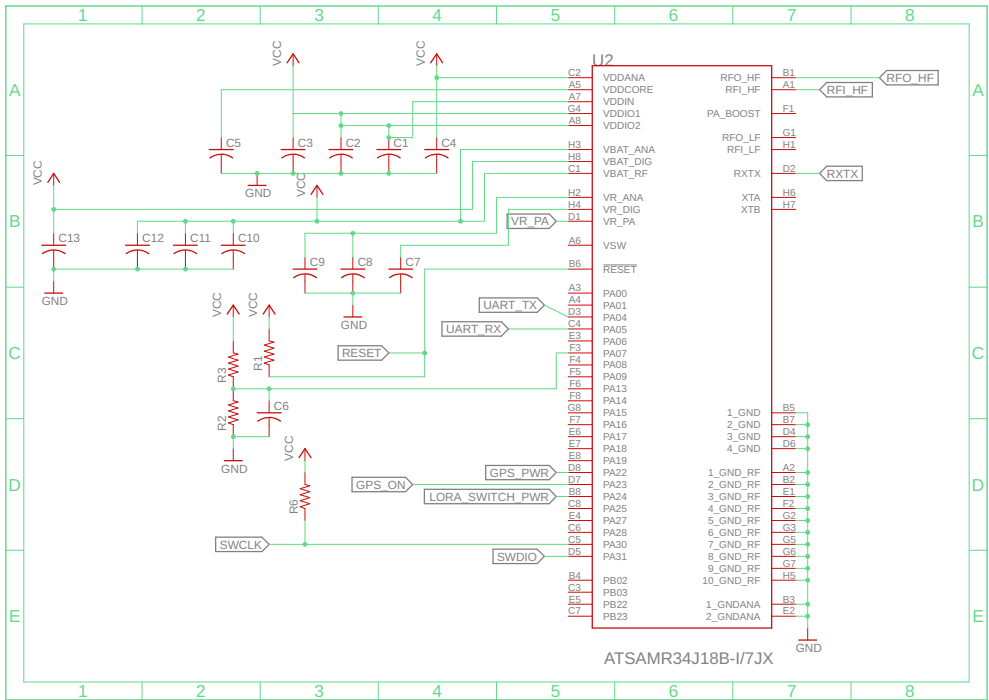 1 2 3 4 5 6 7 8
A A
B B
C C
D D
E E
VCC VCC
U2
C5 C3 C2 C1 C4
GND
VCC VCC
C13 C12 C11 C10
GND
C9 C8 C7
GND
VR_PA
VCC VCC
R3 R1
R2 C6
GND
RESET
UART_TX
UART_RX
VCC
R6
GPS_PWR
GPS_ON
LORA_SWITCH_PWR
SWCLK
SWDIO
C2 VDDANA
A5 VDDCORE
A7 VDDIN
G4 VDDIO1
A8 VDDIO2
H3 VBAT_ANA
H8 VBAT_DIG
C1 VBAT_RF
H2 VR_ANA
H4 VR_DIG
D1 VR_PA
A6 VSW
B6 RESET
A3 PA00
A4 PA01
D3 PA04
C4 PA05
E3 PA06
F3 PA07
F4 PA08
F5 PA09
F6 PA13
F8 PA14
G8 PA15
F7 PA16
E6 PA17
E7 PA18
E8 PA19
D8 PA22
D7 PA23
B8 PA24
C8 PA25
E4 PA27
C6 PA28
C5 PA30
D5 PA31
B4 PB02
C3 PB03
E5 PB22
C7 PB23
RFO_HF B1 RFO_HF
RFI_HF A1 RFI_HF
PA_BOOST F1
RFO_LF G1
RFI_LF H1
RXTX D2 RXTX
XTA H6
XTB H7
1_GND B5
2_GND B7
3_GND D4
4_GND D6
1_GND_RF A2
2_GND_RF B2
3_GND_RF E1
4_GND_RF F2
5_GND_RF G2
6_GND_RF G3
7_GND_RF G5
8_GND_RF G6
9_GND_RF G7
10_GND_RF H5
1_GNDANA B3
2_GNDANA E2
GND
ATSAMR34J18B-I/7JX
1 2 3 4 5 6 7 8